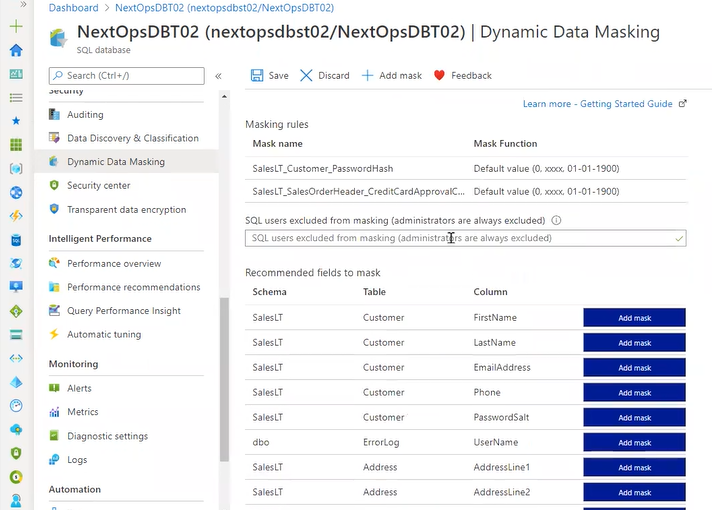 Dashboard > NextOpsDBT02 (nextopsdbst02/NextOpsDBT02)
NextOpsDBT02 (nextopsdbst02/NextOpsDBT02) | Dynamic Data Masking
SQL database
Search (Ctrl+/)
Save Discard Add mask Feedback
Security
Auditing
Data Discovery & Classification
Dynamic Data Masking
Security center
Transparent data encryption
Intelligent Performance
Performance overview
Performance recommendations
Query Performance Insight
Automatic tuning
Monitoring
Alerts
Metrics
Diagnostic settings
Logs
Automation
Learn more - Getting Started Guide
Masking rules
Mask name Mask Function
SalesLT_Customer_PasswordHash Default value (0, xxxx, 01-01-1900)
SalesLT_SalesOrderHeader_CreditCardApprovalC... Default value (0, xxxx, 01-01-1900)
SQL users excluded from masking (administrators are always excluded)
SQL users excluded from masking (administrators are always excluded)
Recommended fields to mask
Schema Table Column
SalesLT Customer FirstName Add mask
SalesLT Customer LastName Add mask
SalesLT Customer EmailAddress Add mask
SalesLT Customer Phone Add mask
SalesLT Customer PasswordSalt Add mask
dbo ErrorLog UserName Add mask
SalesLT Address AddressLine1 Add mask
SalesLT Address AddressLine2 Add mask